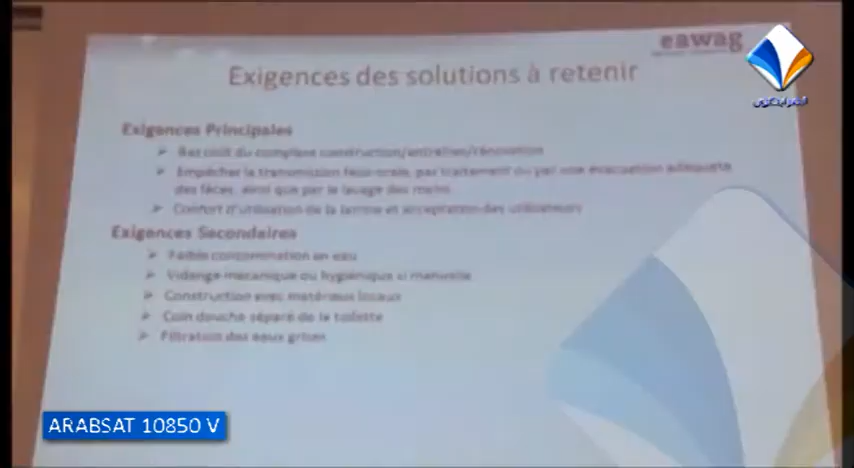 eawag
Exigences des solutions à retenir
Exigences Principales
Bas coût du complexe construction/entretien/rénovation
Empêcher la transmission feux-orale, par traitement ou par une évacuation adéquate
des fèces, ainsi que par le lavage des mains
Confort d'utilisation de la latrine et acceptation des utilisateurs
Exigences Secondaires
Faible consommation en eau
Vidange mécanique ou hygiénique si manuelle
Construction avec matériaux locaux
Coin douche séparé de la toilette
Filtration des eaux grises
ARABSAT 10850 V